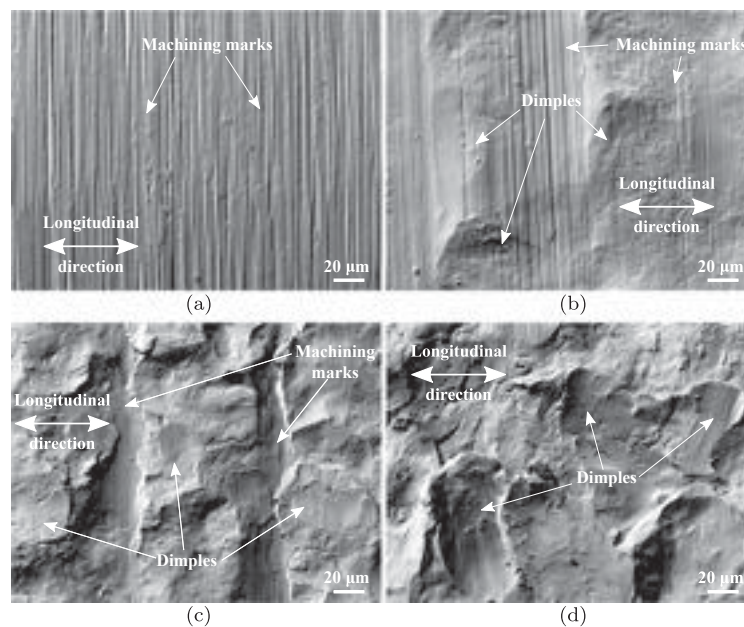 Machining marks
Longitudinal
direction
20 μm
(a)
Machining marks
Dimples
Longitudinal
direction
20 μm
(b)
Machining
marks
Longitudinal
direction
Dimples
20 μm
(c)
Longitudinal
direction
Dimples
20 μm
(d)